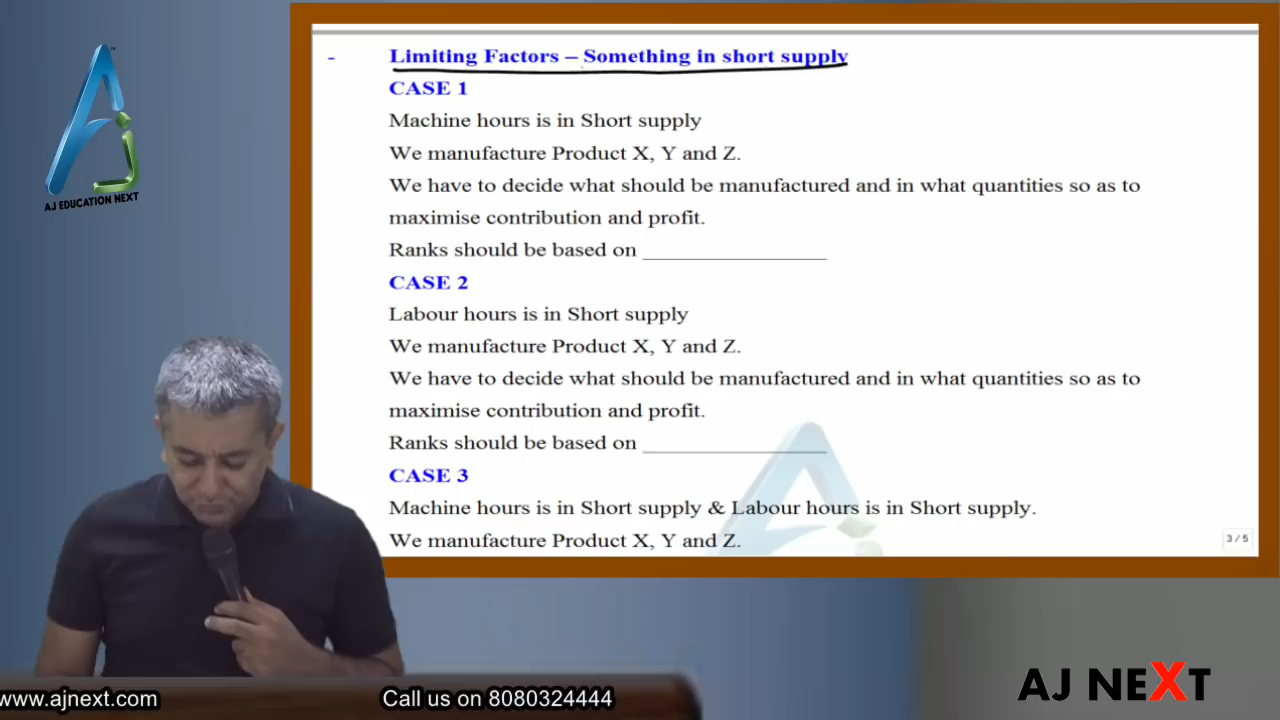 AJ EDUCATION NEXT
- Limiting Factors – Something in short supply
CASE 1
Machine hours is in Short supply
We manufacture Product X, Y and Z.
We have to decide what should be manufactured and in what quantities so as to
maximise contribution and profit.
Ranks should be based on __________________
CASE 2
Labour hours is in Short supply
We manufacture Product X, Y and Z.
We have to decide what should be manufactured and in what quantities so as to
maximise contribution and profit.
Ranks should be based on __________________
CASE 3
Machine hours is in Short supply & Labour hours is in Short supply.
We manufacture Product X, Y and Z.
3 / 5
www.ajnext.com
Call us on 8080324444
AJ NEXT